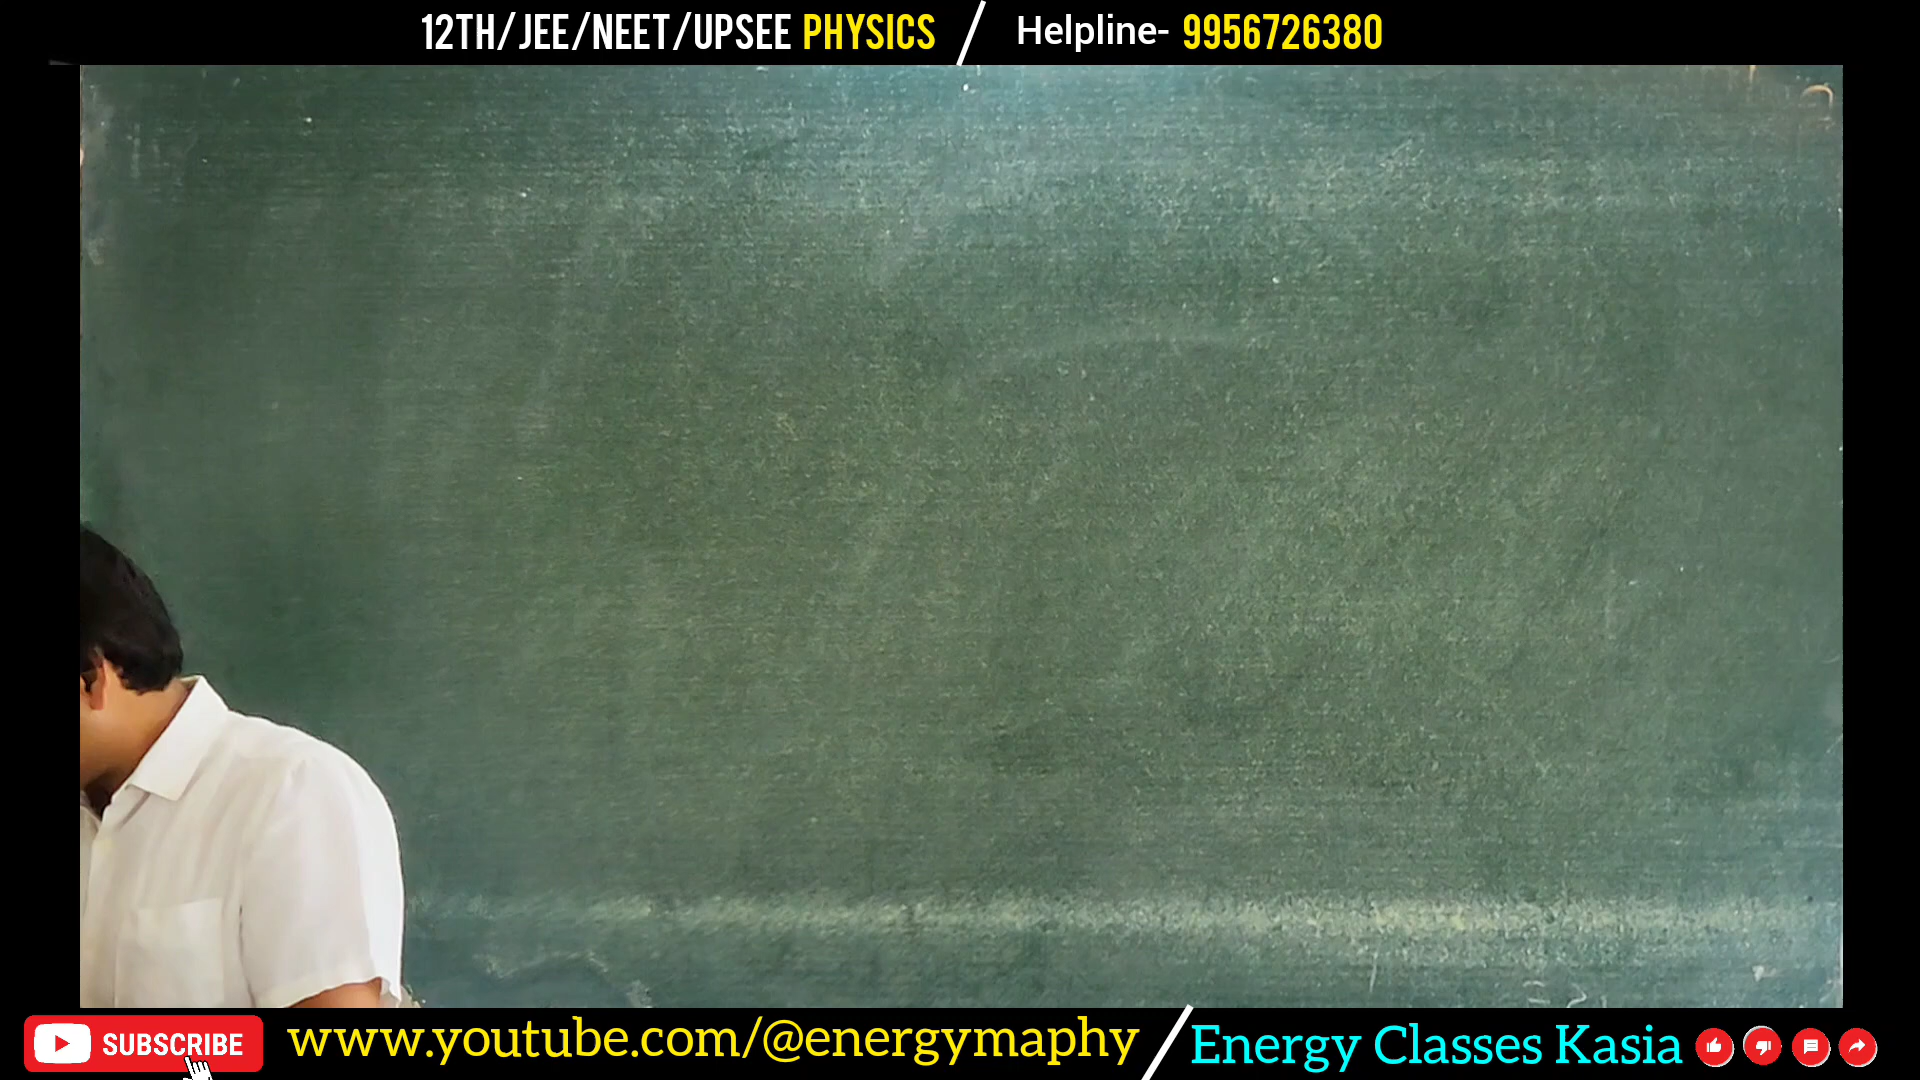 12TH/JEE/NEET/UPSEE PHYSICS / Helpline- 9956726380
SUBSCRIBE www.youtube.com/@energymaphy / Energy Classes Kasia